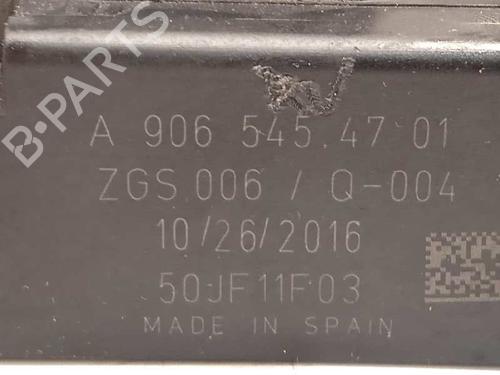 B-PARTS
A 906 545 47 01
ZGS 006 / Q-004
10/26/2016
50JF11F03
MADE IN SPAIN